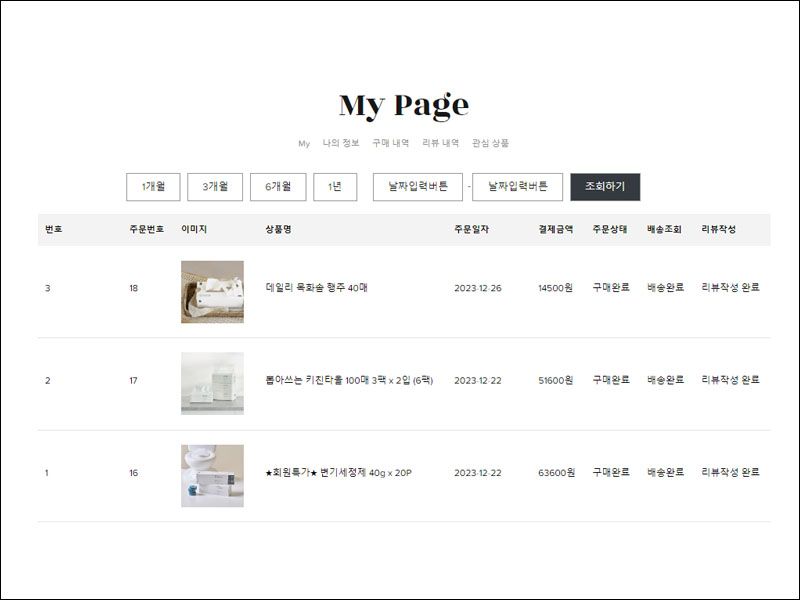 My Page
My 나의 정보 구매 내역 리뷰 내역 관심 상품
1개월 3개월 6개월 1년 날짜입력버튼 - 날짜입력버튼 조회하기
번호 주문번호 이미지 상품명 주문일자 결제금액 주문상태 배송조회 리뷰작성
3 18 데일리 목화솜 행주 40매 2023-12-26 14500원 구매완료 배송완료 리뷰작성 완료
2 17 뽑아쓰는 키친타올 100매 3팩 x 2입 (6팩) 2023-12-22 51600원 구매완료 배송완료 리뷰작성 완료
1 16 ★회원특가★ 변기세정제 40g x 20P 2023-12-22 63600원 구매완료 배송완료 리뷰작성 완료